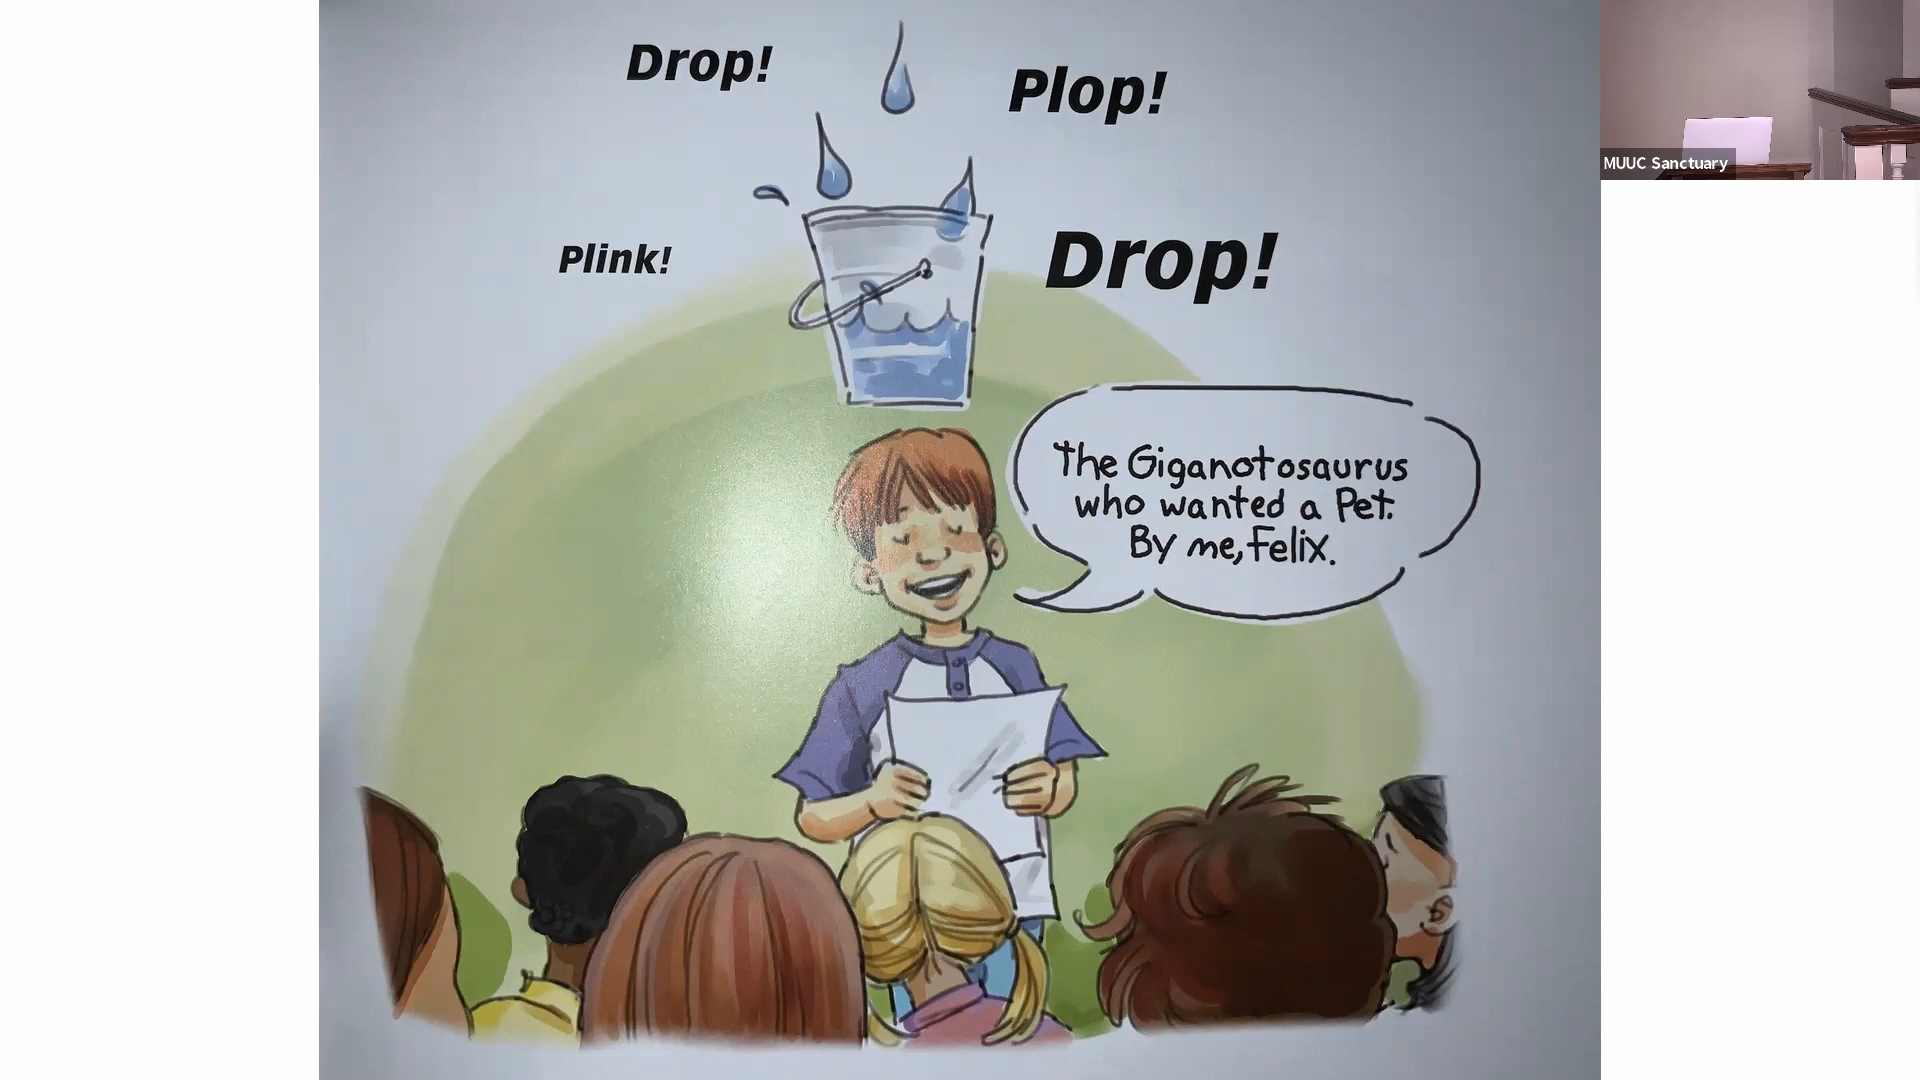 Drop!
Plop!
Plink!
Drop!
The Giganotosaurus
who wanted a Pet.
By me, Felix.
MUUC Sanctuary